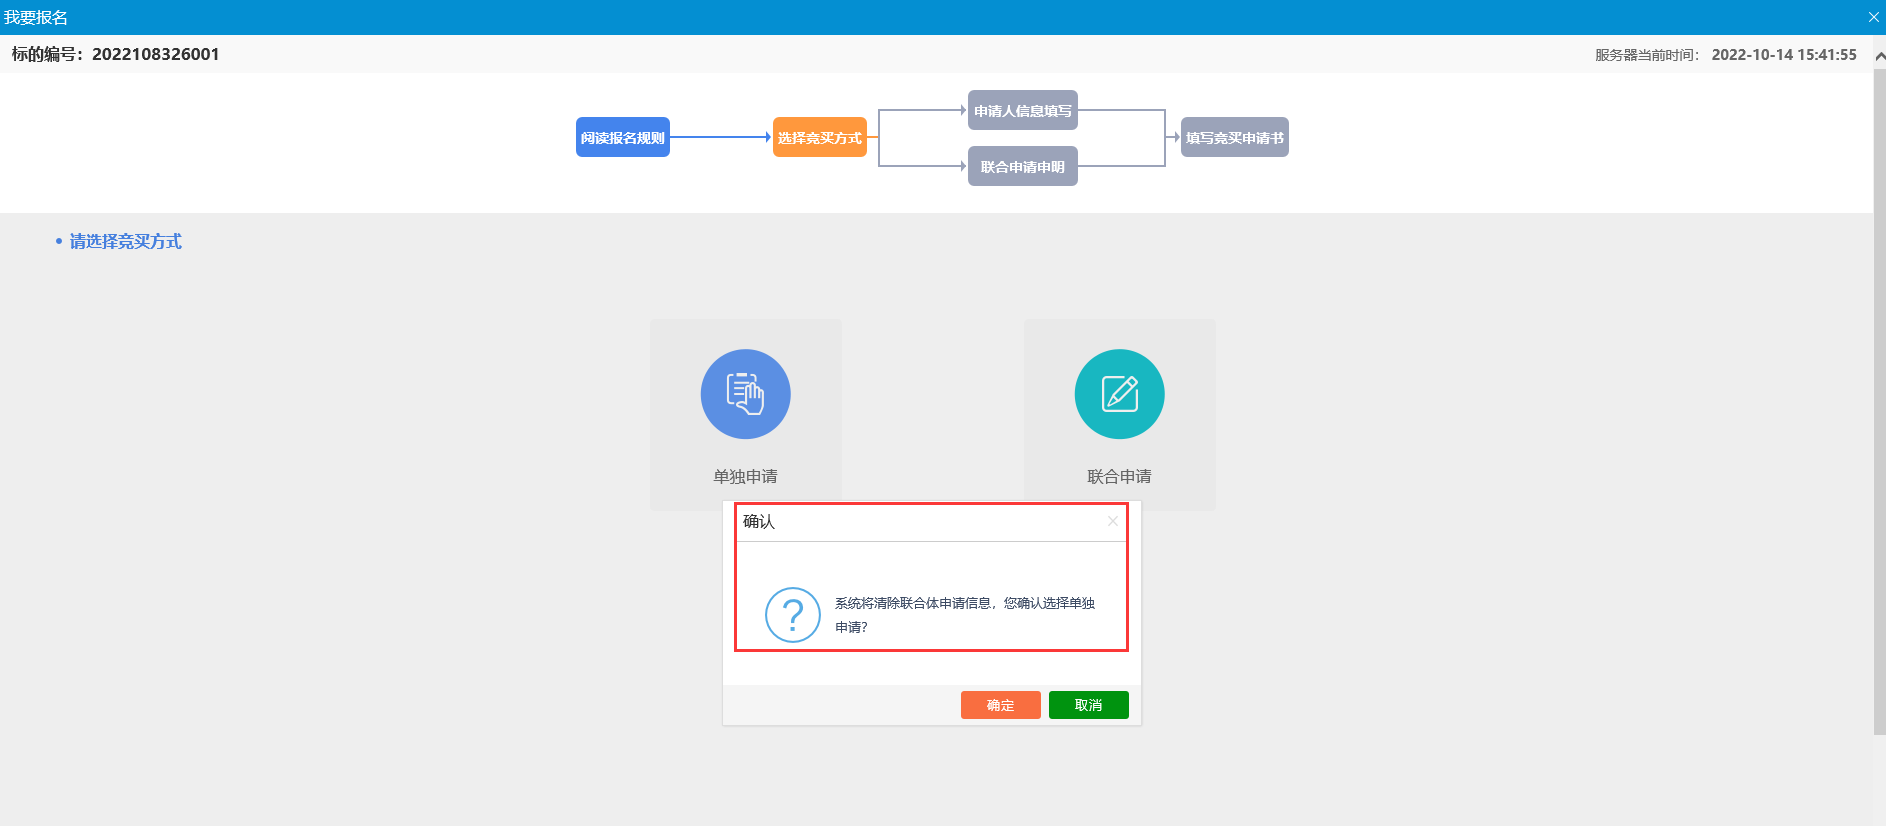 我要报名
标的编号：2022108326001
服务器当前时间： 2022-10-14 15:41:55
阅读报名规则
选择竞买方式
申请人信息填写
联合申请申明
填写竞买申请书
• 请选择竞买方式
单独申请
联合申请
确认
系统将清除联合体申请信息，您确认选择单独
申请?
确定
取消